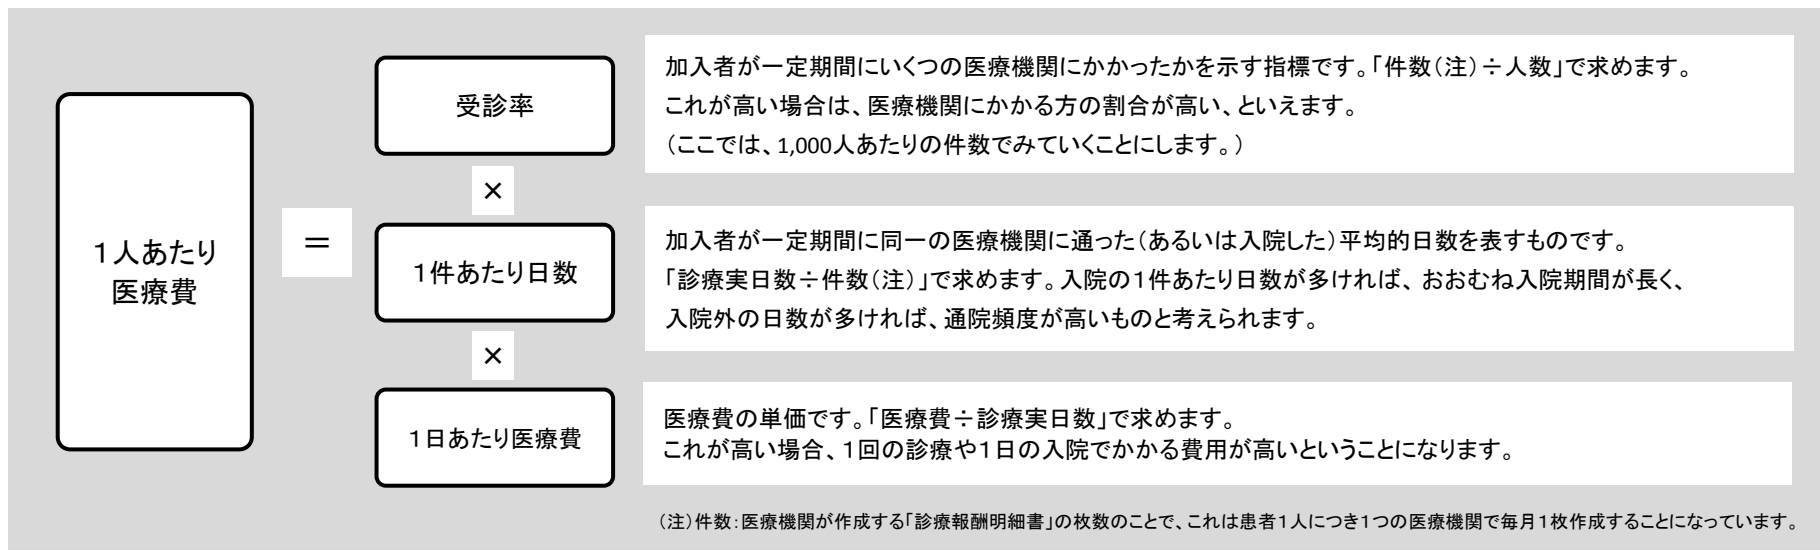 1人あたり
医療費
＝
受診率
×
1件あたり日数
×
1日あたり医療費
加入者が一定期間にいくつの医療機関にかかったかを示す指標です。「件数（注）÷人数」で求めます。
これが高い場合は、医療機関にかかる方の割合が高い、といえます。
（ここでは、1,000人あたりの件数でみていくことにします。）
加入者が一定期間に同一の医療機関に通った（あるいは入院した）平均的日数を表すものです。
「診療実日数÷件数（注）」で求めます。入院の1件あたり日数が多ければ、おおむね入院期間が長く、
入院外の日数が多ければ、通院頻度が高いものと考えられます。
医療費の単価です。「医療費÷診療実日数」で求めます。
これが高い場合、1回の診療や1日の入院でかかる費用が高いということになります。
（注）件数：医療機関が作成する「診療報酬明細書」の枚数のことで、これは患者1人につき1つの医療機関で毎月1枚作成することになっています。